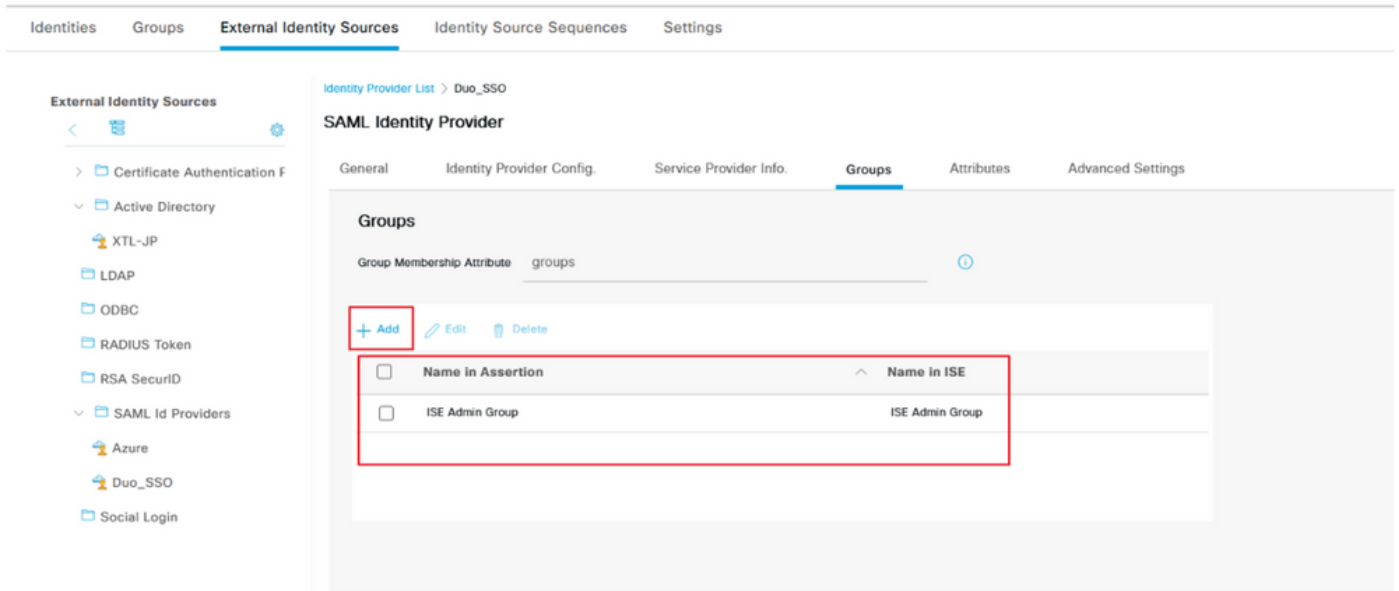 Identities Groups External Identity Sources Identity Source Sequences Settings
External Identity Sources
Certificate Authentication F
Active Directory
XTL-JP
LDAP
ODBC
RADIUS Token
RSA SecurID
SAML Id Providers
Azure
Duo_SSO
Social Login
Identity Provider List > Duo_SSO
SAML Identity Provider
General Identity Provider Config. Service Provider Info. Groups Attributes Advanced Settings
Groups
Group Membership Attribute groups
+ Add Edit Delete
Name in Assertion Name in ISE
ISE Admin Group ISE Admin Group